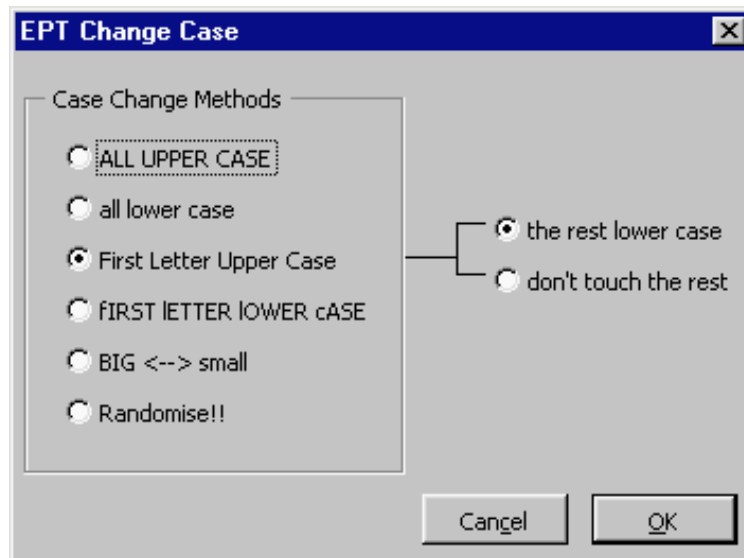 EPT Change Case
Case Change Methods
ALL UPPER CASE
all lower case
First Letter Upper Case
fIRST lETTER lOWER cASE
BIG <--> small
Randomise!!
the rest lower case
don't touch the rest
Cancel
OK